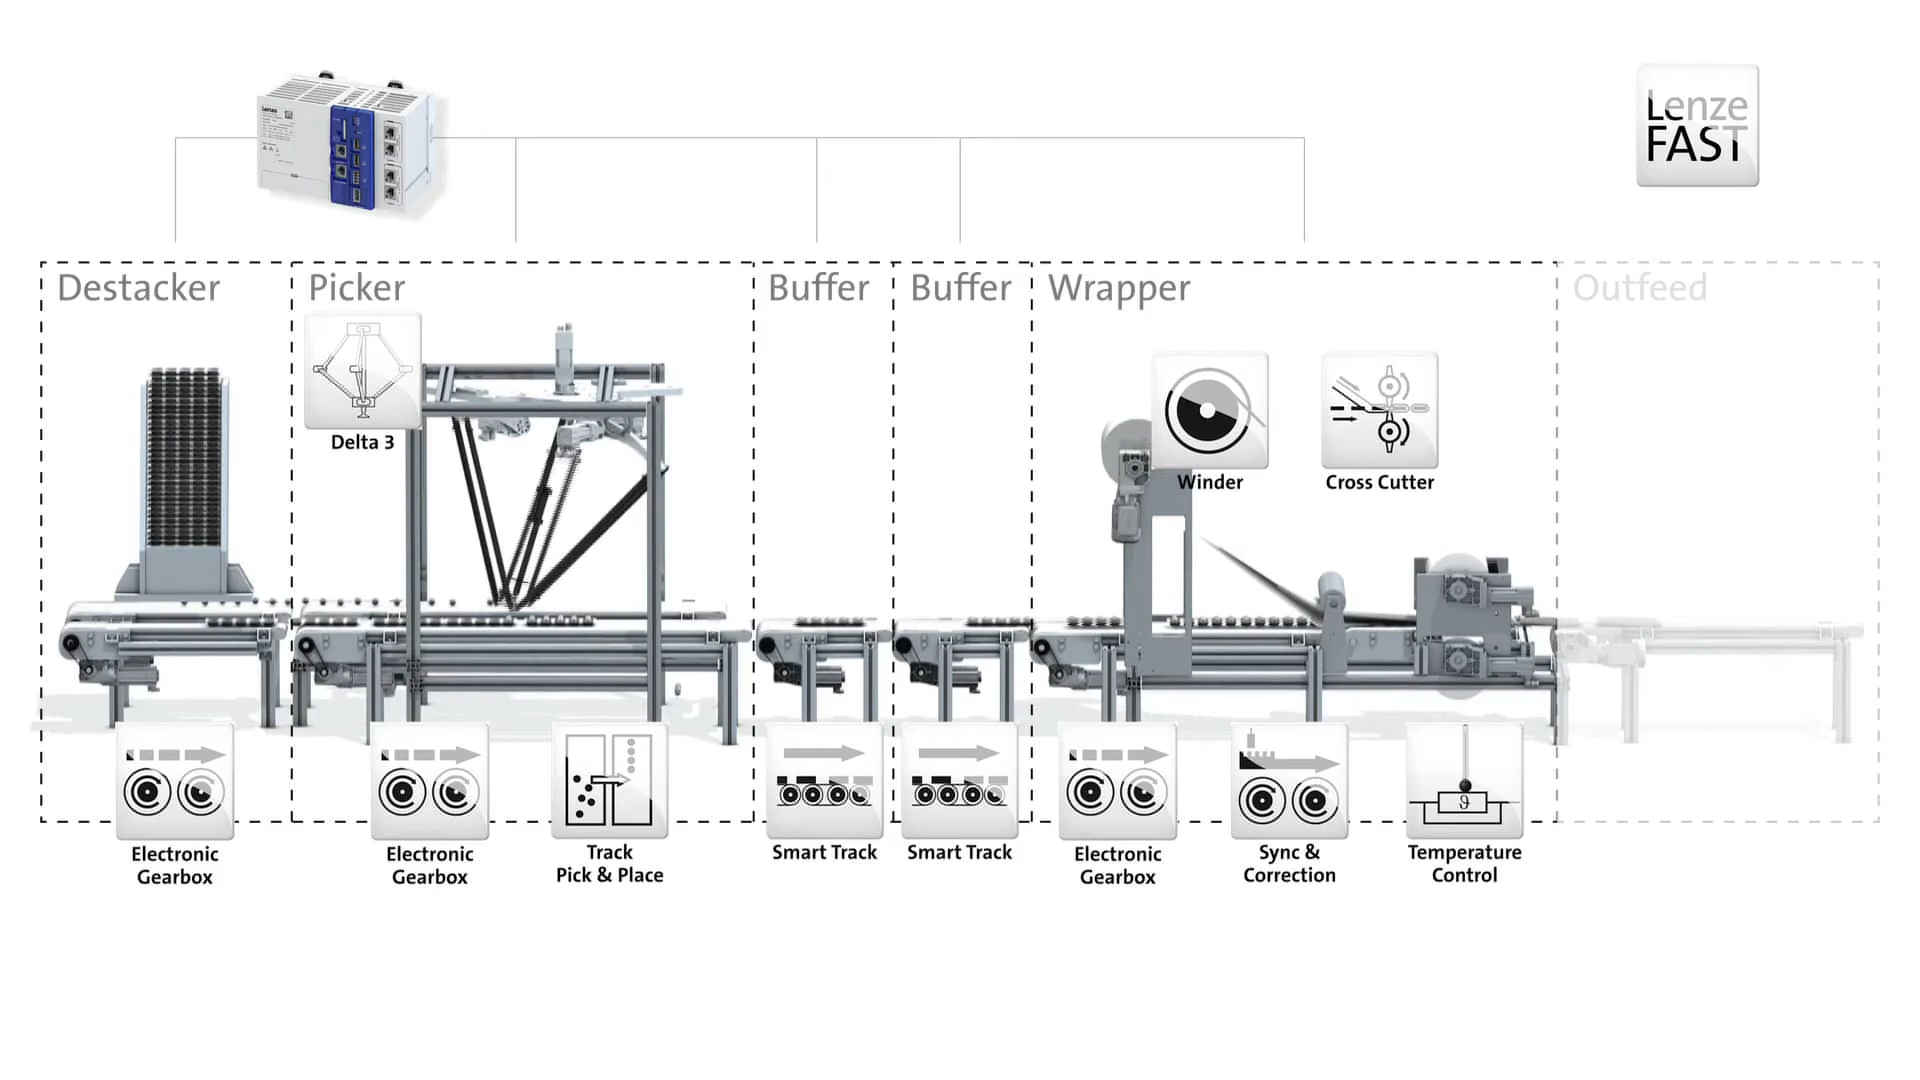 Lenze
Lenze
FAST
Destacker
Picker
Buffer
Buffer
Wrapper
Outfeed
Delta 3
Winder
Cross Cutter
ϑ
Electronic
Gearbox
Electronic
Gearbox
Track
Pick & Place
Smart Track
Smart Track
Electronic
Gearbox
Sync &
Correction
Temperature
Control